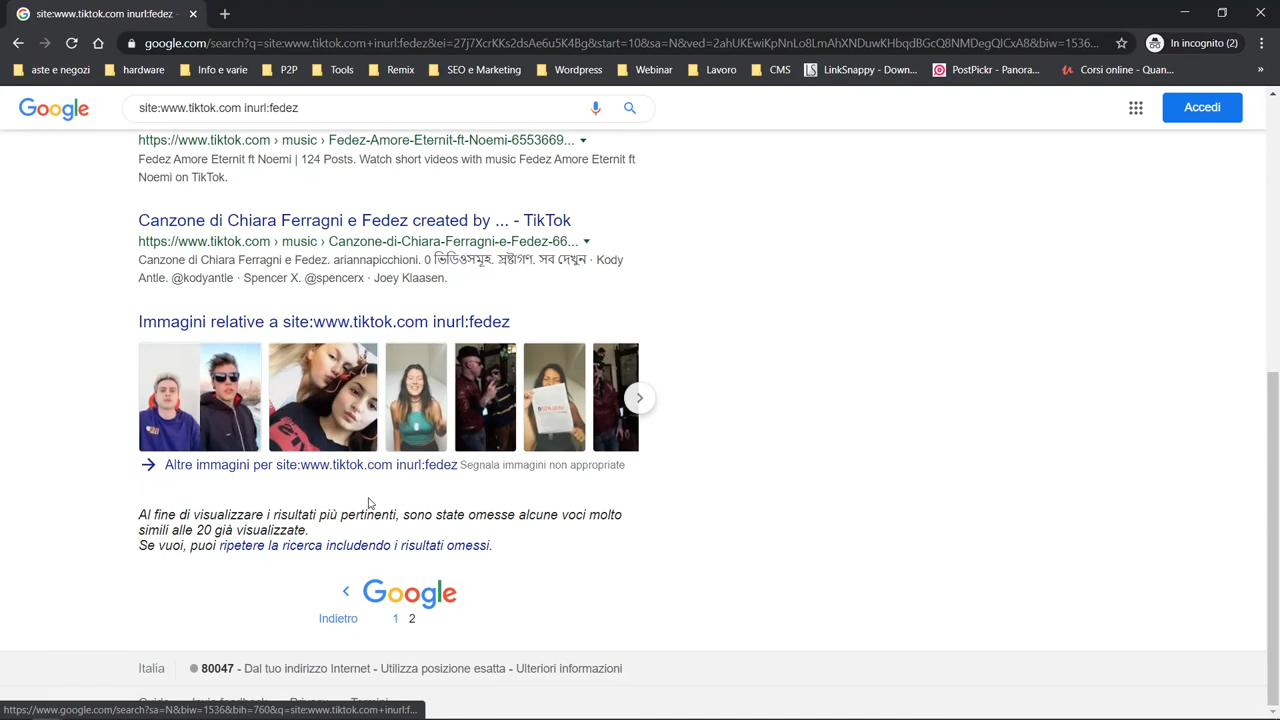 site:www.tiktok.com inurl:fedez -
google.com/search?q=site:www.tiktok.com+inurl:fedez&ei=27j7XcrKKs2dsAe6u5K4Bg&start=10&sa=N&ved=2ahUKEwiKpNnLo8LmAhXNDuwKHbqdBGcQ8NMDegQICxA8&biw=1536...
In incognito (2)
aste e negozi
hardware
Info e varie
P2P
Tools
Remix
SEO e Marketing
Wordpress
Webinar
Lavoro
CMS
LinkSnappy - Down...
PostPickr - Panora...
Corsi online - Quan...
»
Google
site:www.tiktok.com inurl:fedez
Accedi
https://www.tiktok.com › music › Fedez-Amore-Eternit-ft-Noemi-6553669...
Fedez Amore Eternit ft Noemi | 124 Posts. Watch short videos with music Fedez Amore Eternit ft
Noemi on TikTok.
Canzone di Chiara Ferragni e Fedez created by ... - TikTok
https://www.tiktok.com › music › Canzone-di-Chiara-Ferragni-e-Fedez-66...
Canzone di Chiara Ferragni e Fedez. ariannapicchioni. 0 ভিডিওসমূহ. স্রষ্টাগণ. সব দেখুন · Kody
Antle. @kodyantle · Spencer X. @spencerx · Joey Klaasen.
Immagini relative a site:www.tiktok.com inurl:fedez
Altre immagini per site:www.tiktok.com inurl:fedez Segnala immagini non appropriate
Al fine di visualizzare i risultati più pertinenti, sono state omesse alcune voci molto
simili alle 20 già visualizzate.
Se vuoi, puoi ripetere la ricerca includendo i risultati omessi.
Google
Indietro 1 2
Italia 80047 - Dal tuo indirizzo Internet - Utilizza posizione esatta - Ulteriori informazioni
https://www.google.com/search?sa=N&biw=1536&bih=760&q=site:www.tiktok.com+inurl:f...